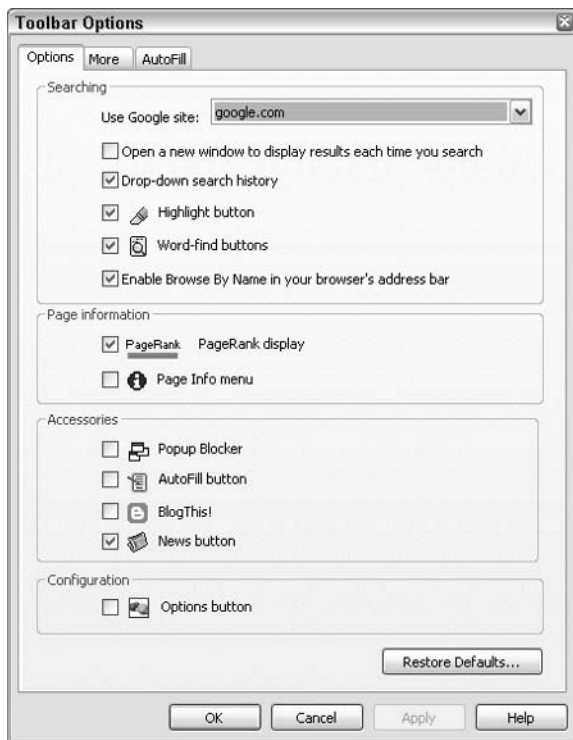 Toolbar Options
Options More AutoFill
Searching
Use Google site: google.com
Open a new window to display results each time you search
Drop-down search history
Highlight button
Word-find buttons
Enable Browse By Name in your browser's address bar
Page information
PageRank PageRank display
Page Info menu
Accessories
Popup Blocker
AutoFill button
BlogThis!
News button
Configuration
Options button
Restore Defaults...
OK Cancel Apply Help